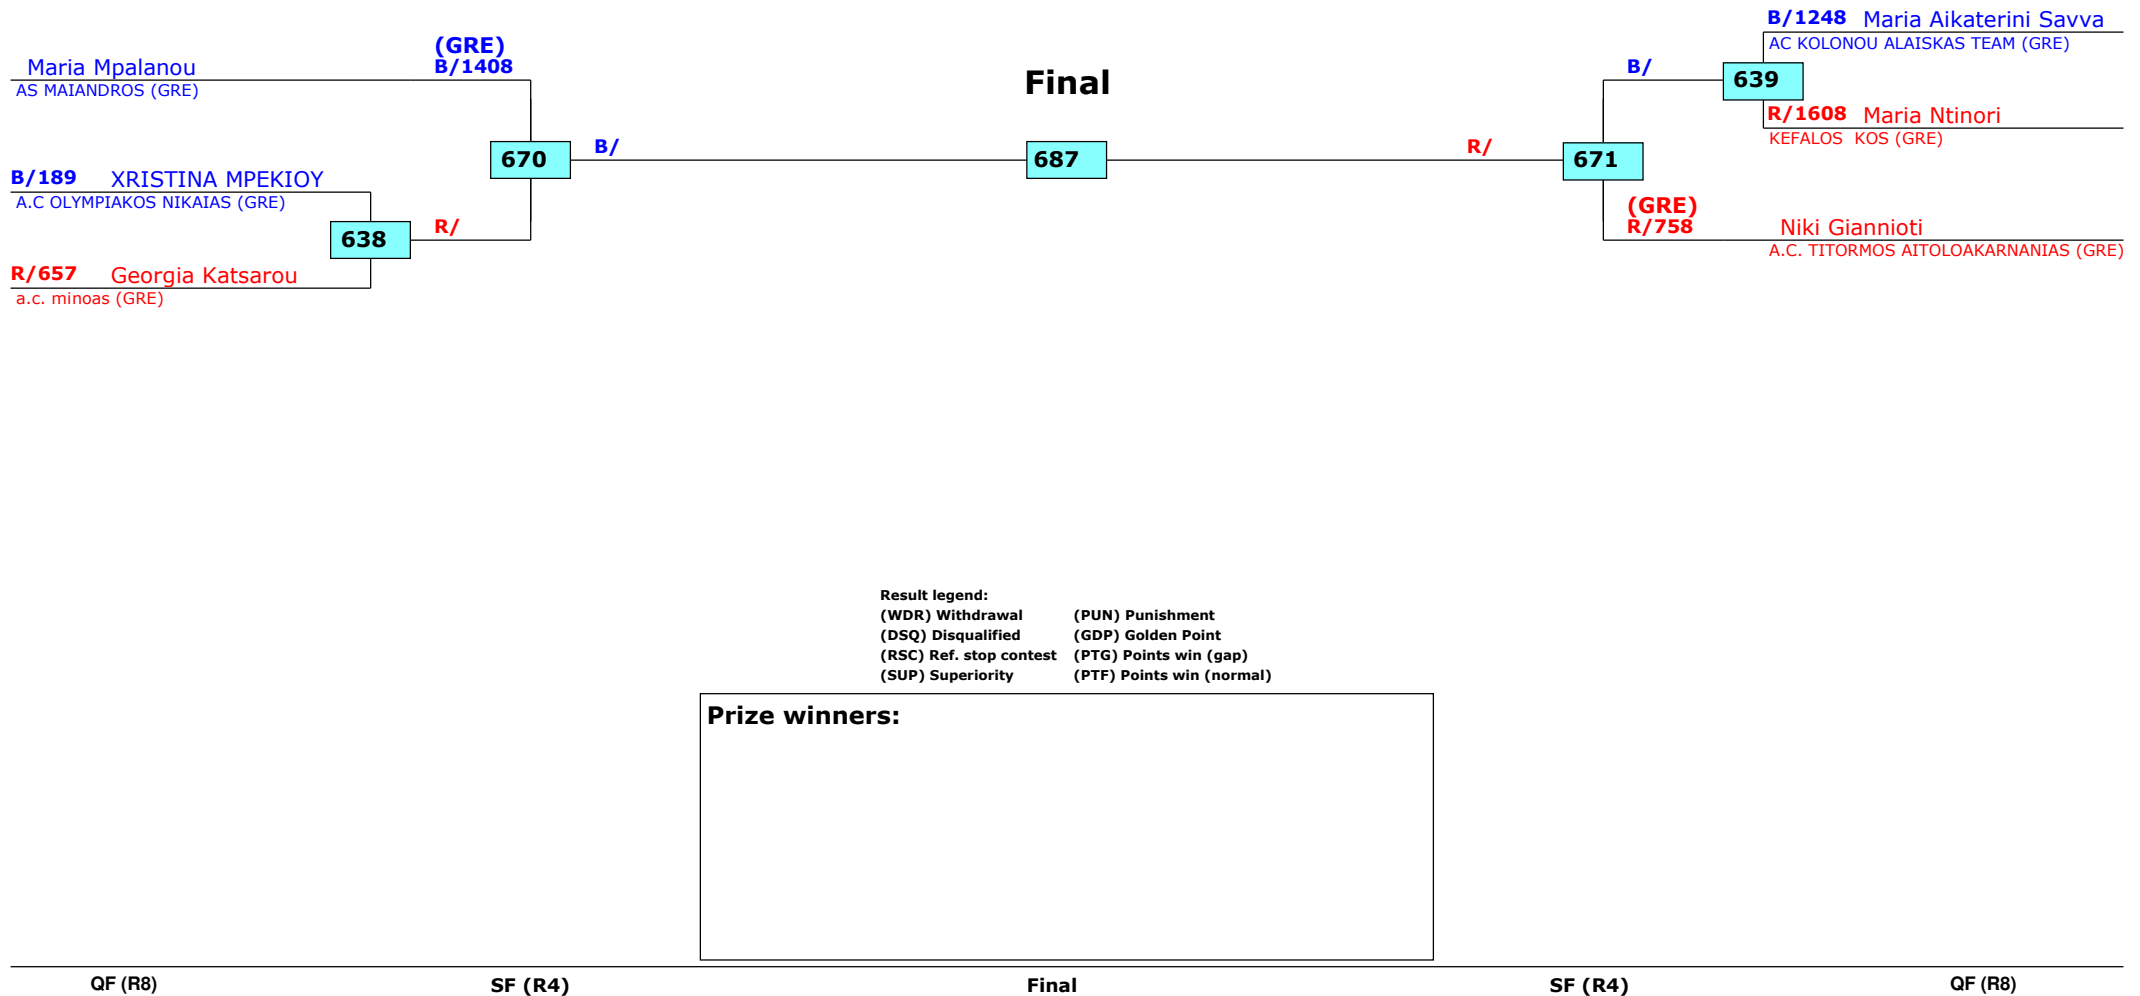 B/1248 Maria Aikaterini Savva
AC KOLONOU ALAISKAS TEAM (GRE)
(GRE)
Maria Mpalanou B/1408
AS MAIANDROS (GRE)
Final
B/ 639
R/1608 Maria Ntinori
KEFALOS KOS (GRE)
670 B/ 687 R/ 671
B/189 XRISTINA MPEKIOY
A.C OLYMPIAKOS NIKAIAS (GRE)
(GRE)
638 R/ R/758 Niki Giannioti
A.C. TITORMOS AITOLOAKARNANIAS (GRE)
R/657 Georgia Katsarou
a.c. minoas (GRE)
Result legend:
(WDR) Withdrawal (PUN) Punishment
(DSQ) Disqualified (GDP) Golden Point
(RSC) Ref. stop contest (PTG) Points win (gap)
(SUP) Superiority (PTF) Points win (normal)
Prize winners:
QF (R8) SF (R4) Final SF (R4) QF (R8)